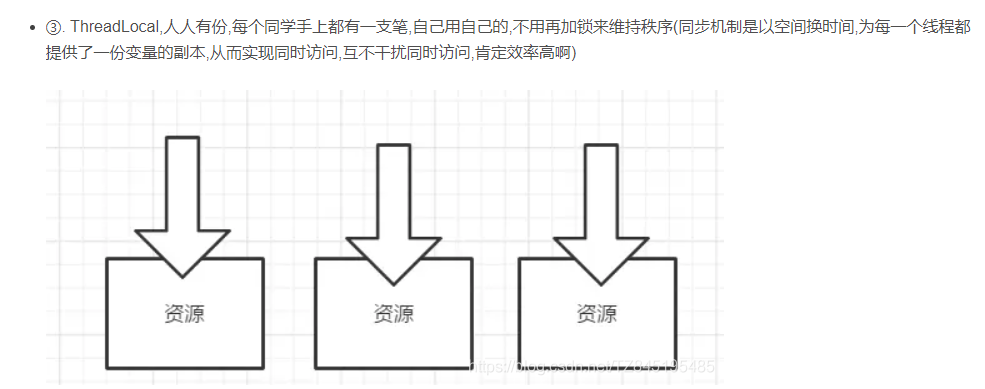 ③. ThreadLocal,人人有份,每个同学手上都有一支笔,自己用自己的,不用再加锁来维持秩序(同步机制是以空间换时间,为每一个线程都
提供了一份变量的副本,从而实现同时访问,互不干扰同时访问,肯定效率高啊)
资源 资源 资源